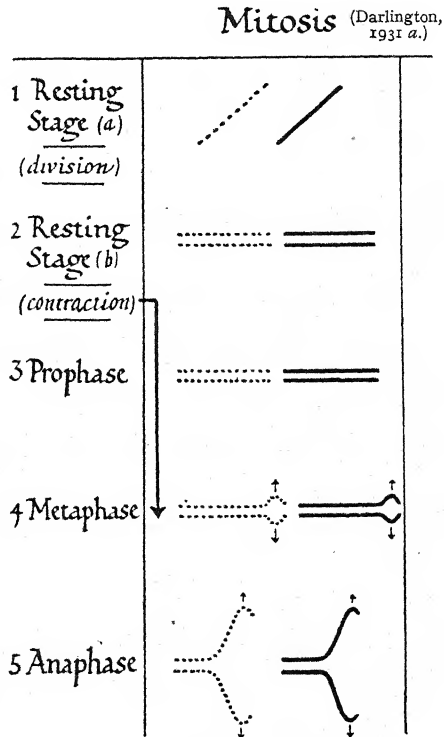 Mitosis (Darlington, 1931 a.)
1 Resting
Stage (a)
(division)
2 Resting
Stage (b)
(contraction)
3 Prophase
4 Metaphase
5 Anaphase